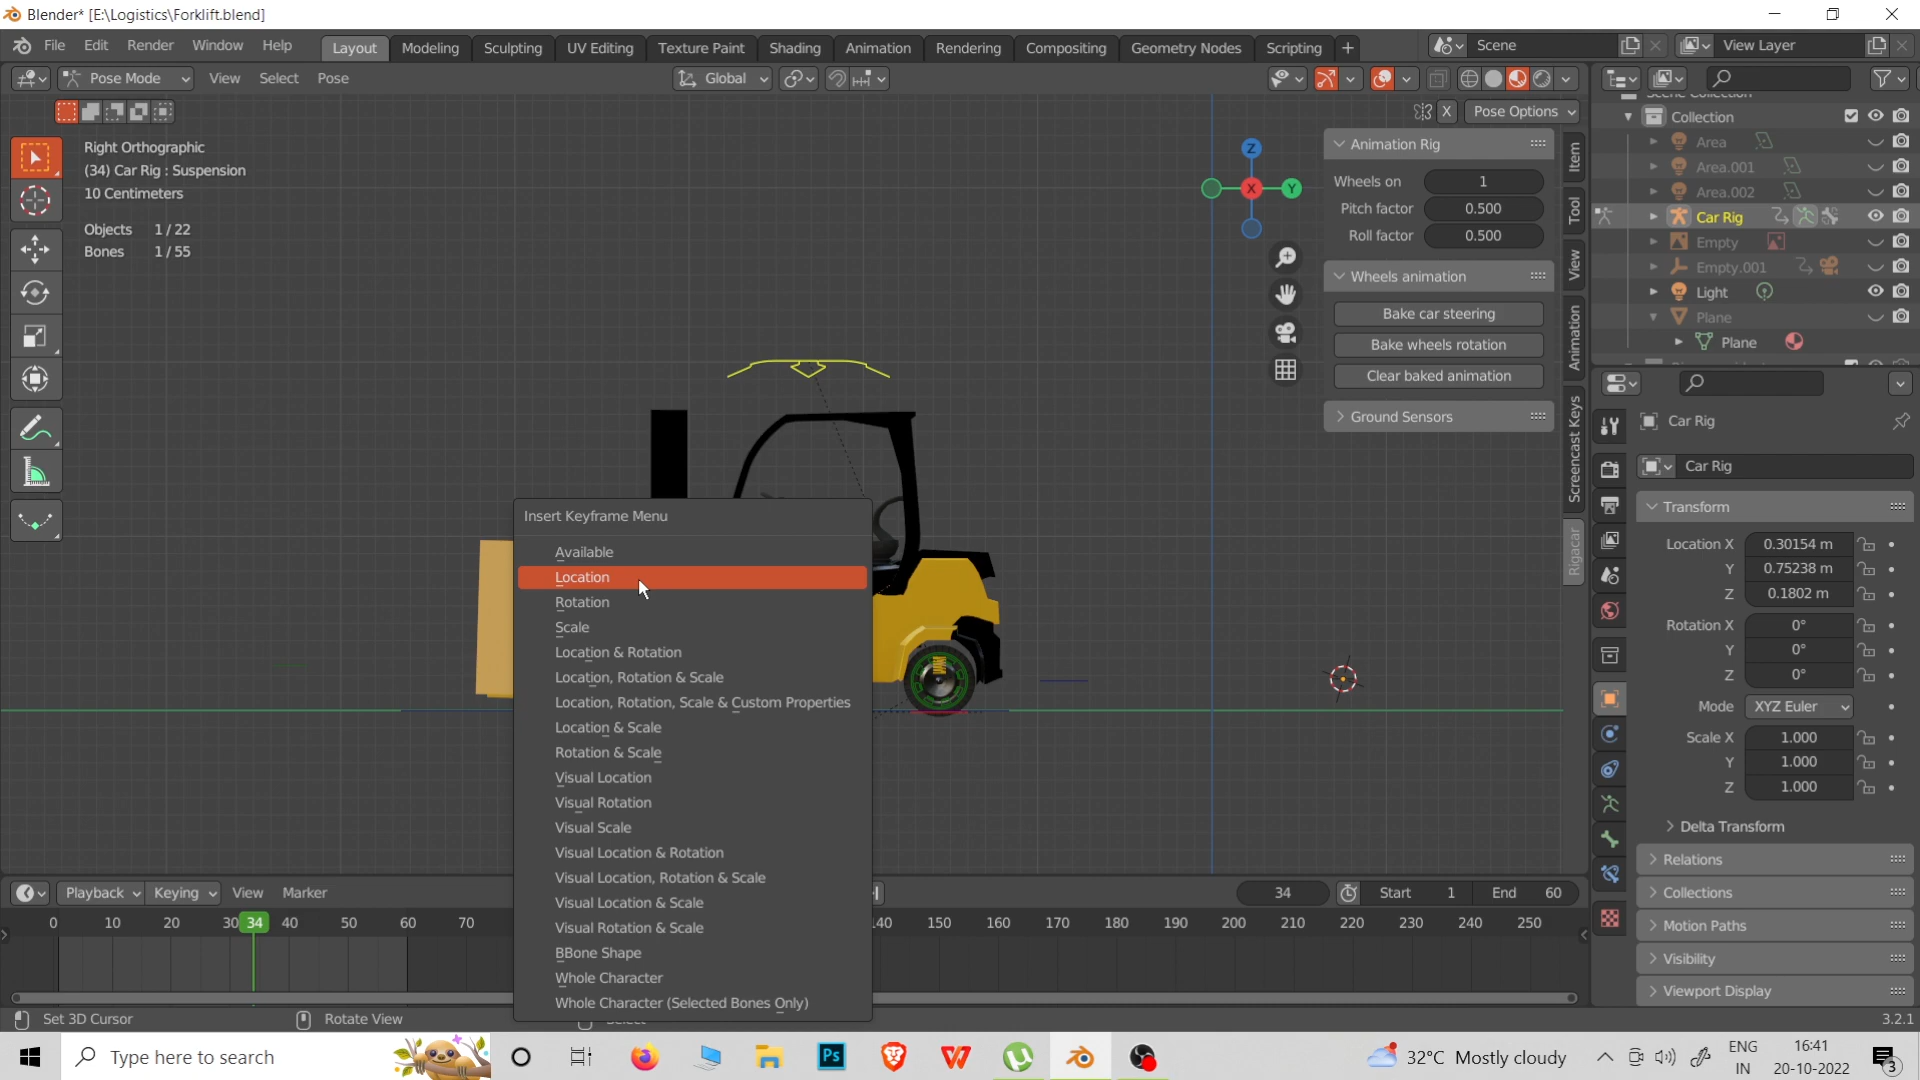 Blender* [E:\Logistics\Forklift.blend]
File Edit Render Window Help Layout Modeling Sculpting UV Editing Texture Paint Shading Animation Rendering Compositing Geometry Nodes Scripting + Scene View Layer
Pose Mode View Select Pose Global
X Pose Options
Right Orthographic
(34) Car Rig : Suspension
10 Centimeters
Objects 1/22
Bones 1/55
Z
X
Y
Animation Rig
Wheels on 1
Pitch factor 0.500
Roll factor 0.500
Wheels animation
Bake car steering
Bake wheels rotation
Clear baked animation
Ground Sensors
Item
Tool
View
Animation
Screencast Keys
Rigacar
Collection
Area
Area.001
Area.002
Car Rig
Empty
Empty.001
Light
Plane
Plane
Car Rig
Car Rig
Transform
Location X 0.30154 m
Y 0.75238 m
Z 0.1802 m
Rotation X 0°
Y 0°
Z 0°
Mode XYZ Euler
Scale X 1.000
Y 1.000
Z 1.000
Delta Transform
Relations
Collections
Motion Paths
Visibility
Viewport Display
Insert Keyframe Menu
Available
Location
Rotation
Scale
Location & Rotation
Location, Rotation & Scale
Location, Rotation, Scale & Custom Properties
Location & Scale
Rotation & Scale
Visual Location
Visual Rotation
Visual Scale
Visual Location & Rotation
Visual Location, Rotation & Scale
Visual Location & Scale
Visual Rotation & Scale
BBone Shape
Whole Character
Whole Character (Selected Bones Only)
Playback Keying View Marker 34 Start 1 End 60
0 10 20 30 34 40 50 60 70 140 150 160 170 180 190 200 210 220 230 240 250
Set 3D Cursor Rotate View 3.2.1
Type here to search Ps 32°C Mostly cloudy ENG 16:41
IN 20-10-2022 3